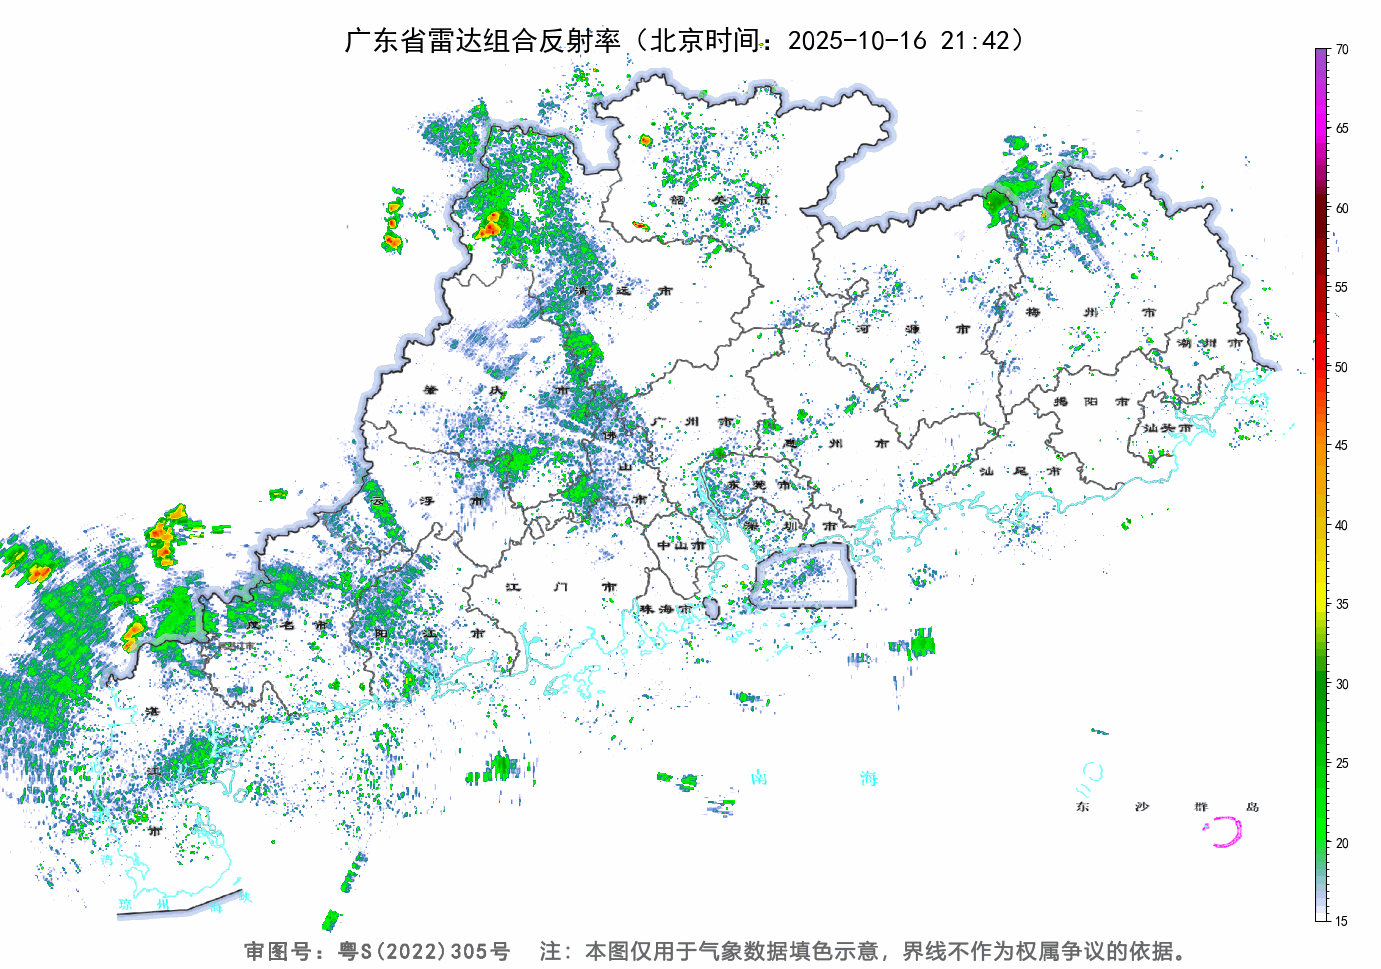 广东省雷达组合反射率（北京时间：2025-10-16 21:42）
70
65
60
55
50
45
40
35
30
25
20
15
韶 关 市
清 远 市
梅 州 市
河 源 市
潮 州 市
肇 庆 市
揭 阳 市
广 州 市
汕头市
佛 山 市
惠 州 市
汕 尾 市
东 莞 市
云 浮 市
深 圳 市
中山市
江 门 市
珠海市
茂 名 市
阳 江 市
湛 江 市
南 海
东 沙 群 岛
湾
琼 州 海 峡
审图号：粤S(2022)305号 注：本图仅用于气象数据填色示意，界线不作为权属争议的依据。